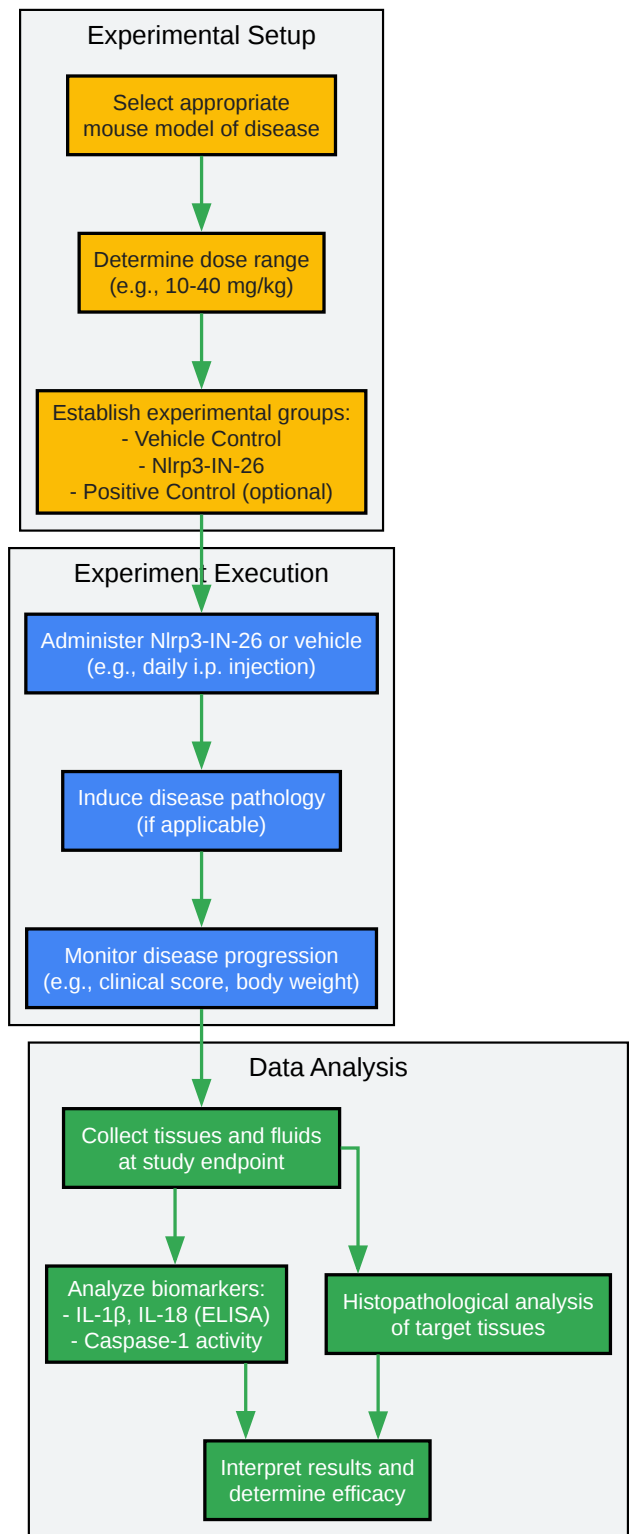 Experimental Setup
Select appropriate
mouse model of disease
Determine dose range
(e.g., 10-40 mg/kg)
Establish experimental groups:
- Vehicle Control
- Nlrp3-IN-26
- Positive Control (optional)
Experiment Execution
Administer Nlrp3-IN-26 or vehicle
(e.g., daily i.p. injection)
Induce disease pathology
(if applicable)
Monitor disease progression
(e.g., clinical score, body weight)
Data Analysis
Collect tissues and fluids
at study endpoint
Analyze biomarkers:
- IL-1β, IL-18 (ELISA)
- Caspase-1 activity
Histopathological analysis
of target tissues
Interpret results and
determine efficacy